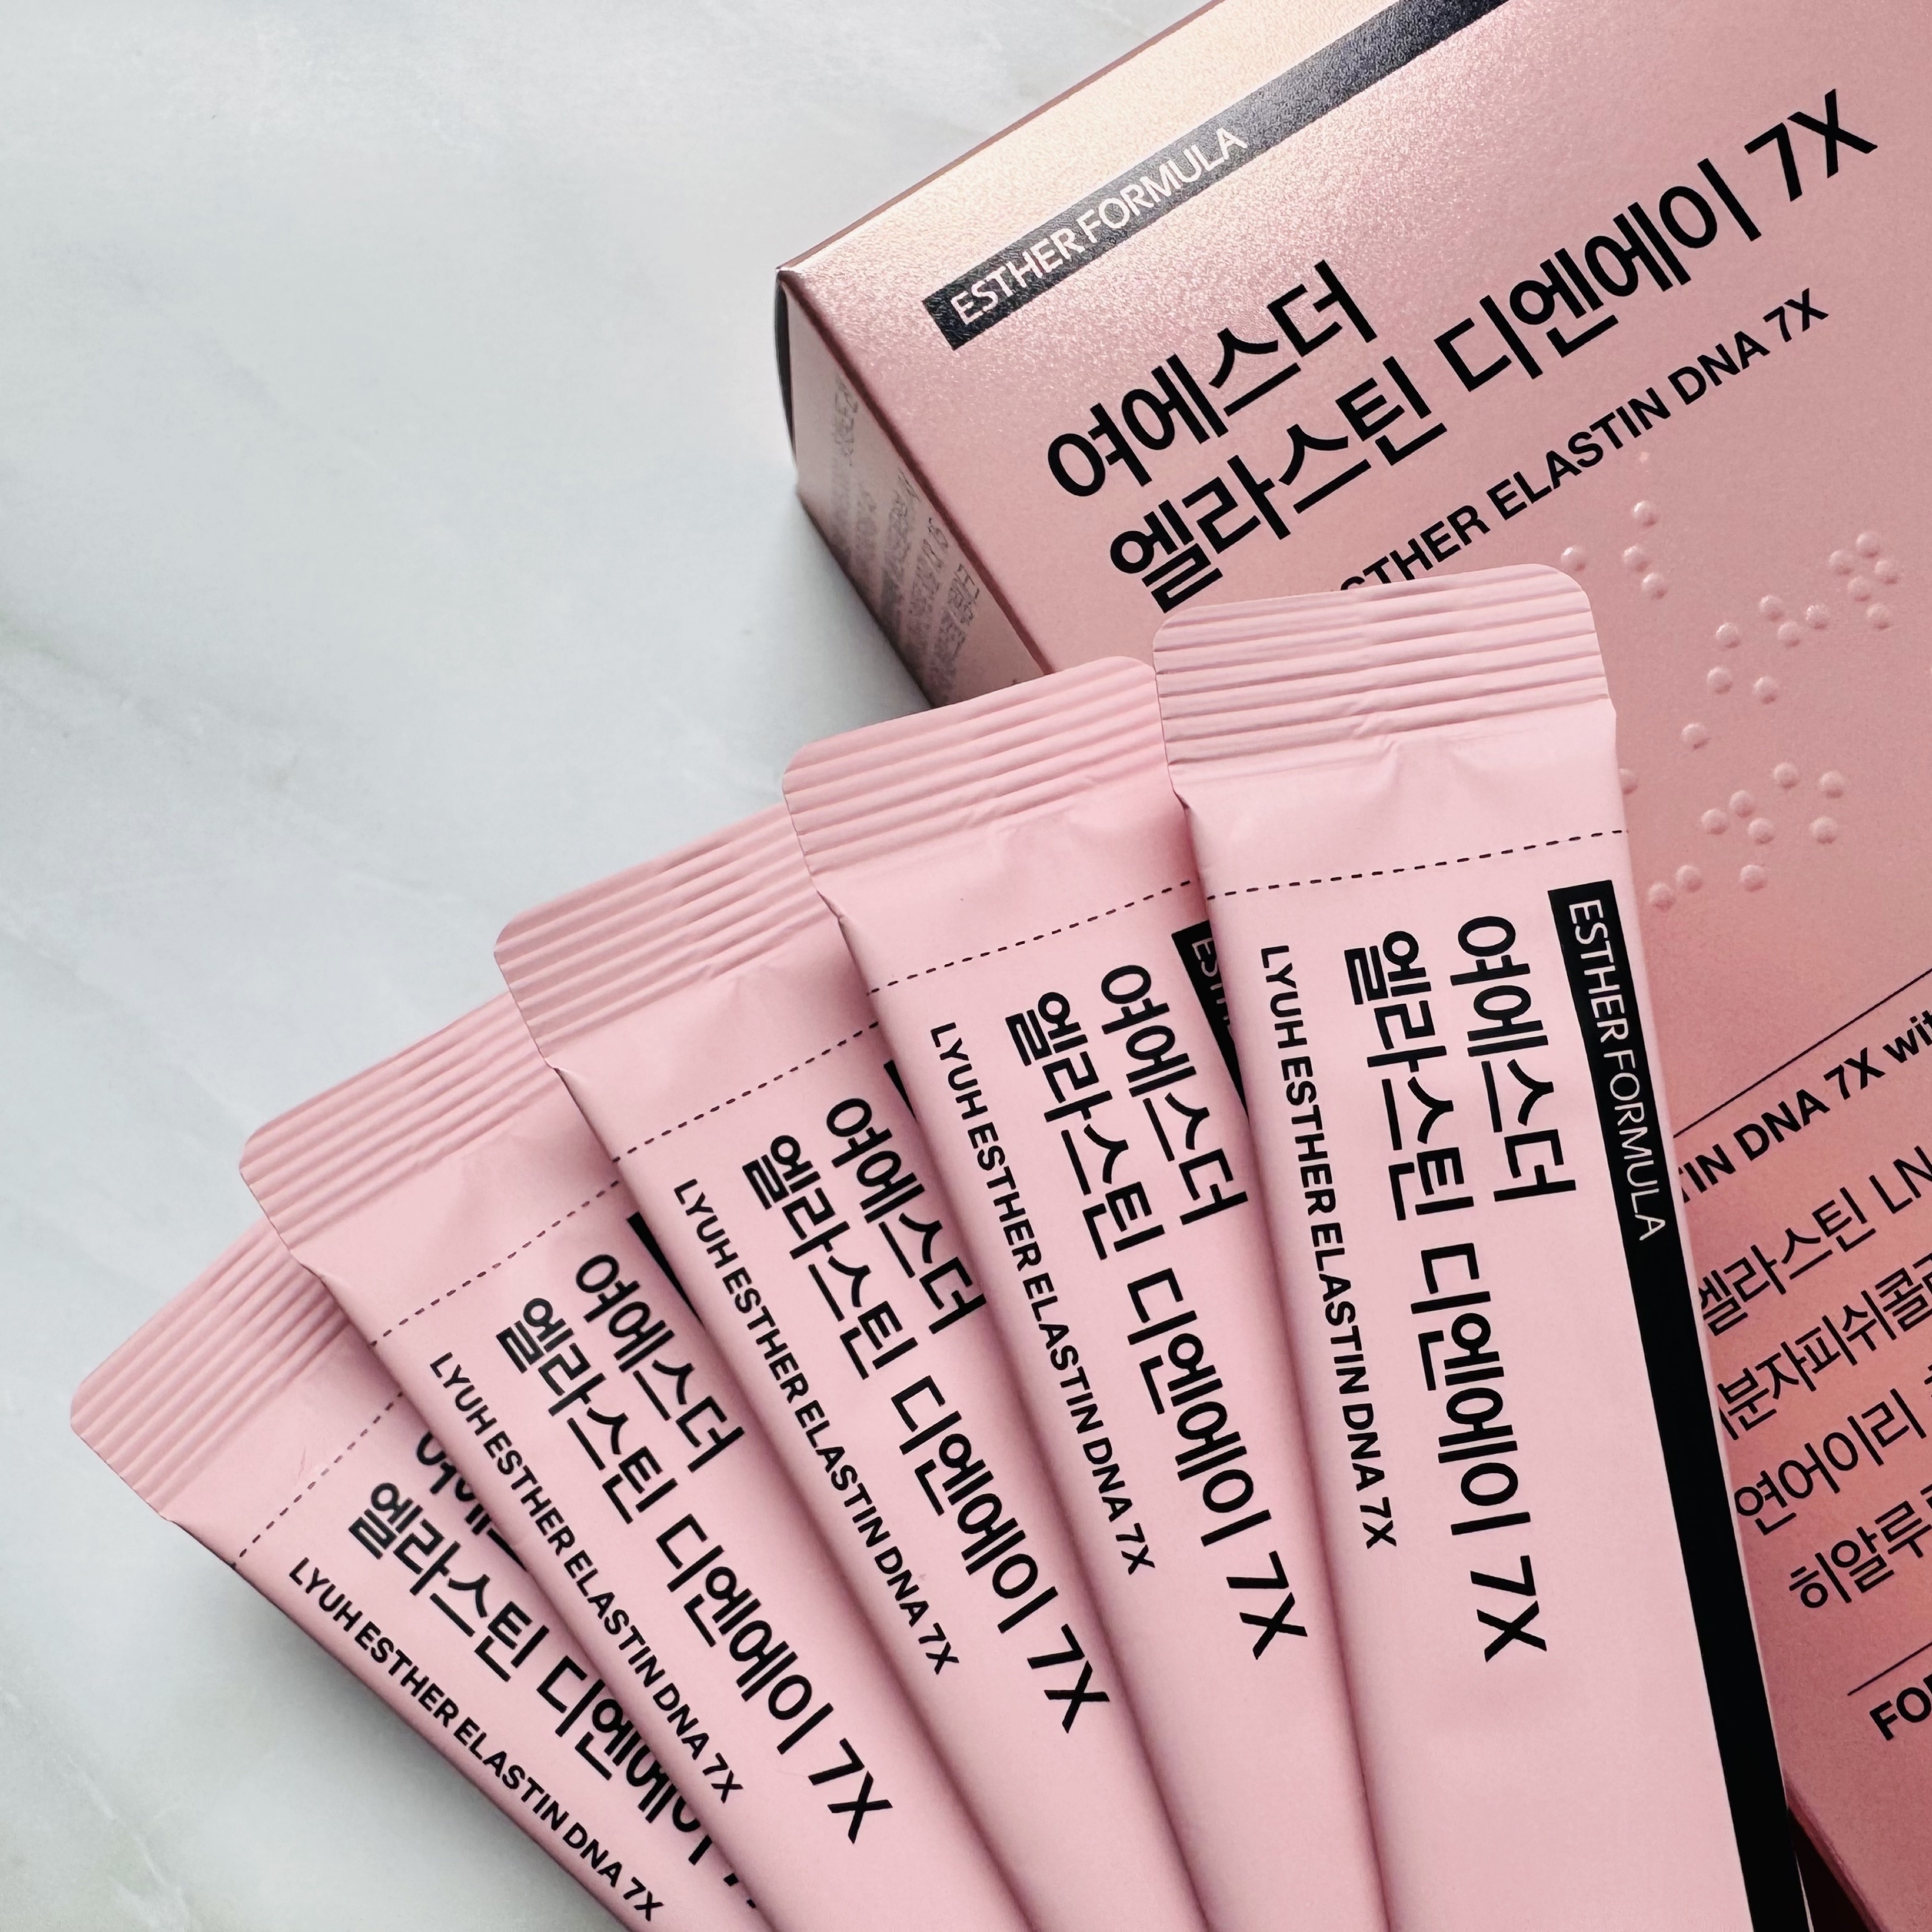 ESTHER FORMULA
여에스더
엘라스틴 디엔에이 7X
ESTHER ELASTIN DNA 7X
DNA 7X
엘라스틴
연어이리
FORMULA
ESTHER FORMULA
여에스더
엘라스틴 디엔에이 7X
LYUH ESTHER ELASTIN DNA 7X
여에스더
엘라스틴 디엔에이 7X
LYUH ESTHER ELASTIN DNA 7X
여에스더
엘라스틴 디엔에이 7X
LYUH ESTHER ELASTIN DNA 7X
여에스더
엘라스틴 디엔에이 7X
LYUH ESTHER ELASTIN DNA 7X
엘라스틴 디엔에이
LYUH ESTHER ELASTIN DNA 7X